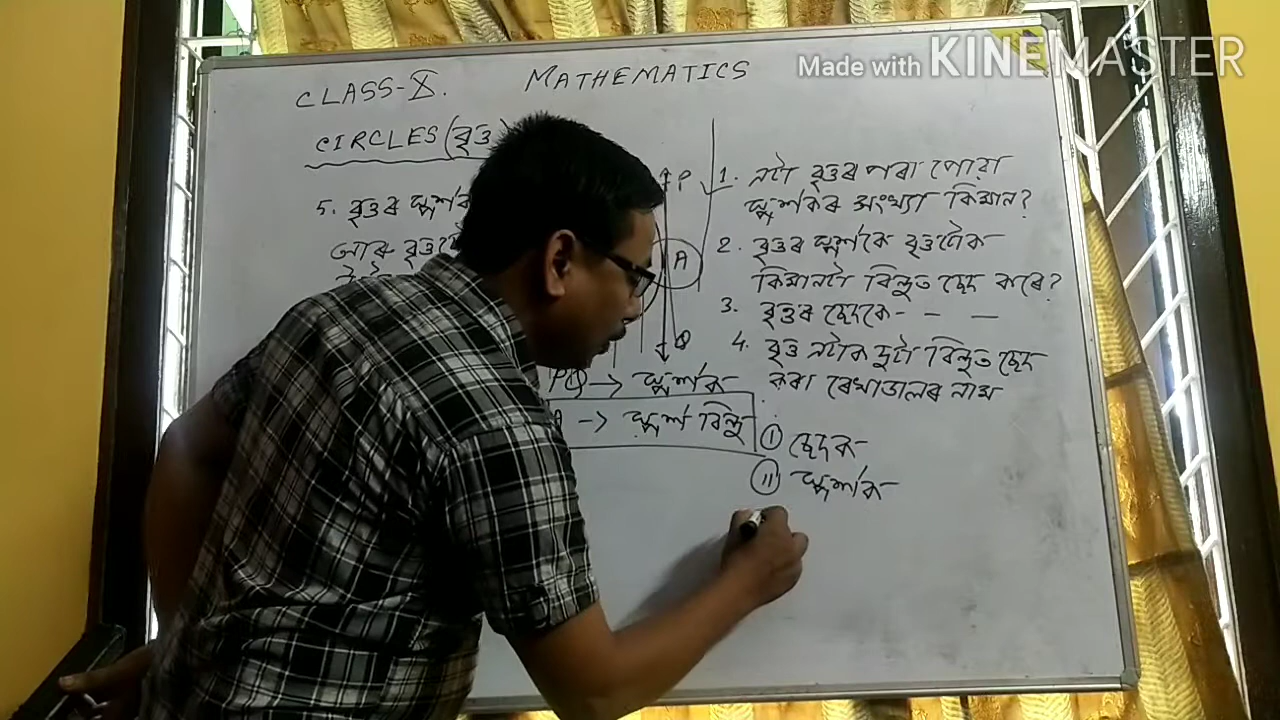 Made with KINEMASTER
CLASS-X. MATHEMATICS
CIRCLES (বৃত্ত)
5. বৃত্তৰ স্পৰ্শক
আৰু
P
A
Q
PQ → স্পৰ্শক
A → স্পৰ্শ বিন্দু
1. এটা বৃত্তৰ পৰা পোৱা
স্পৰ্শকৰ সংখ্যা কিমান?
2. বৃত্তৰ স্পৰ্শকে বৃত্তটোক
কিমানটা বিন্দুত ছেদ কৰে?
3. বৃত্তৰ ছেদকে - - -
4. বৃত্ত এটাক দুটা বিন্দুত ছেদ
কৰা ৰেখাডালৰ নাম
(I) ছেদক
(II) স্পৰ্শক